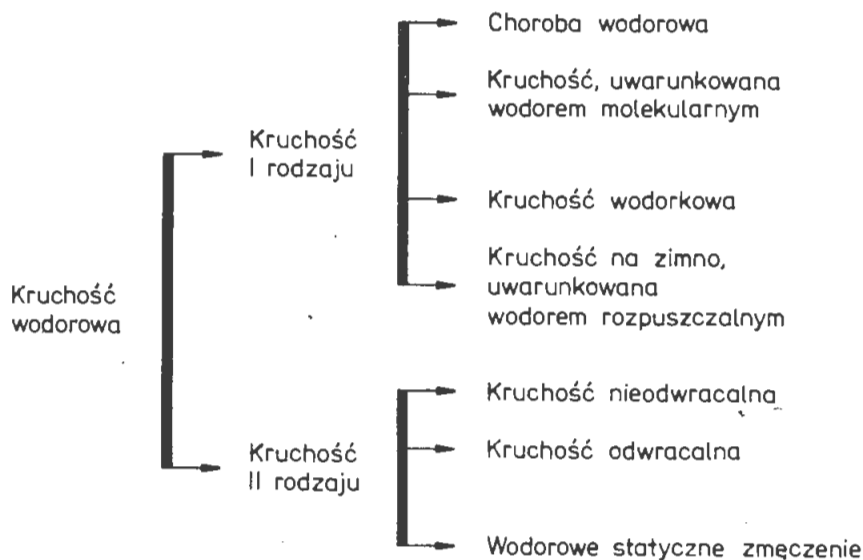 Kruchość
wodorowa
Kruchość
I rodzaju
Choroba wodorowa
Kruchość, uwarunkowana
wodorem molekularnym
Kruchość wodorkowa
Kruchość na zimno,
uwarunkowana
wodorem rozpuszczalnym
Kruchość
II rodzaju
Kruchość nieodwracalna
Kruchość odwracalna
Wodorowe statyczne zmęczenie